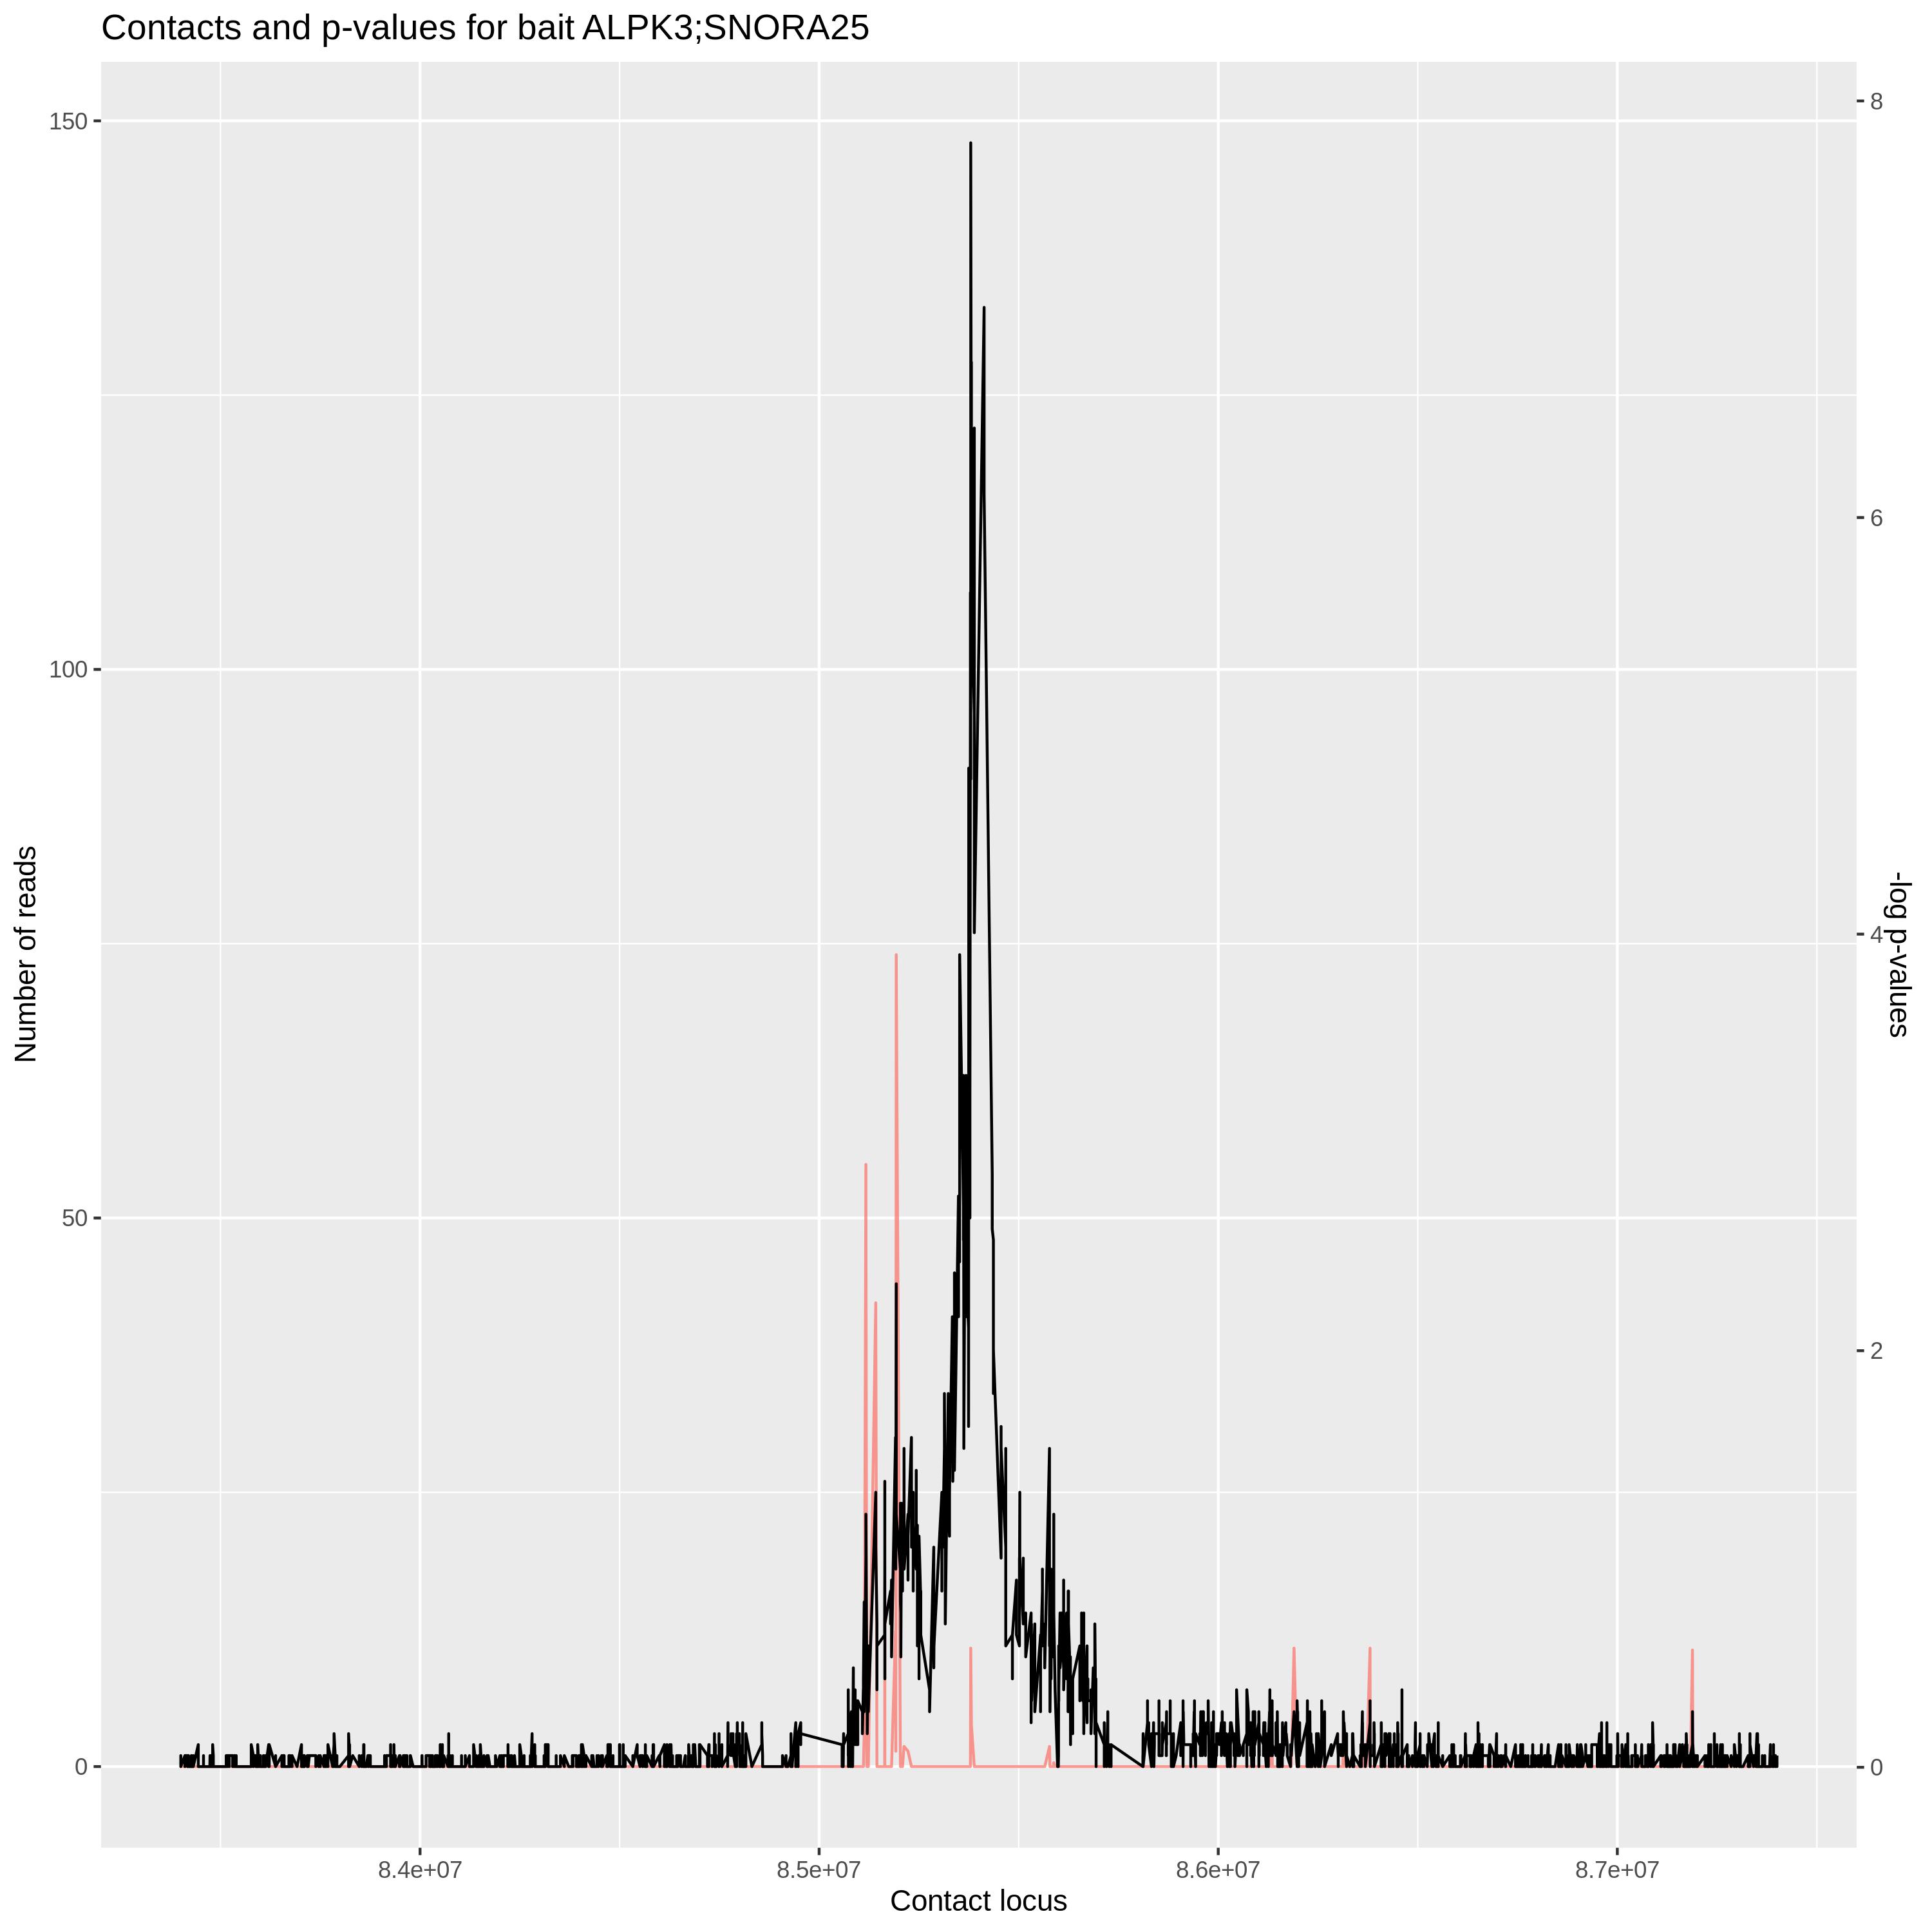 Contacts and p-values for bait ALPK3;SNORA25
150
100
50
0
Number of reads
8
6
4
2
0
-log p-values
8.4e+07
8.5e+07
8.6e+07
8.7e+07
Contact locus